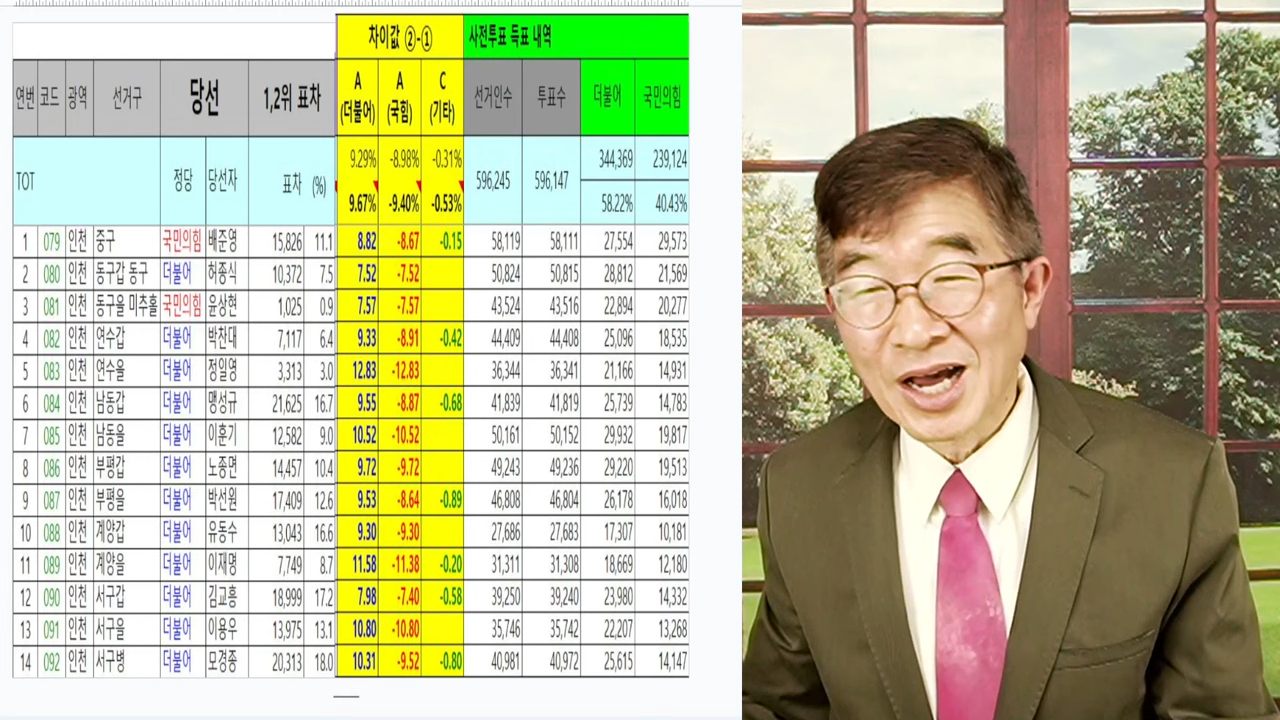 차이값 ②-① 사전투표 득표 내역
연번 코드 광역 선거구 당선 1,2위 표차 A (더불어) A (국힘) C (기타) 선거인수 투표수 더불어 국민의힘
TOT 정당 당선자 표차 (%) 9.29% -8.98% -0.31% 596,245 596,147 344,369 239,124
9.67% -9.40% -0.53% 58.22% 40.43%
1 079 인천 중구 국민의힘 배준영 15,826 11.1 8.82 -8.67 -0.15 58,119 58,111 27,554 29,573
2 080 인천 동구갑 동구 더불어 허종식 10,372 7.5 7.52 -7.52 50,824 50,815 28,812 21,569
3 081 인천 동구을 미추홀 국민의힘 윤상현 1,025 0.9 7.57 -7.57 43,524 43,516 22,894 20,277
4 082 인천 연수갑 더불어 박찬대 7,117 6.4 9.33 -8.91 -0.42 44,409 44,408 25,096 18,535
5 083 인천 연수을 더불어 정일영 3,313 3.0 12.83 -12.83 36,344 36,341 21,166 14,931
6 084 인천 남동갑 더불어 맹성규 21,625 16.7 9.55 -8.87 -0.68 41,839 41,819 25,739 14,783
7 085 인천 남동을 더불어 이훈기 12,582 9.0 10.52 -10.52 50,161 50,152 29,932 19,817
8 086 인천 부평갑 더불어 노종면 14,457 10.4 9.72 -9.72 49,243 49,236 29,220 19,513
9 087 인천 부평을 더불어 박선원 17,409 12.6 9.53 -8.64 -0.89 46,808 46,804 26,178 16,018
10 088 인천 계양갑 더불어 유동수 13,043 16.6 9.30 -9.30 27,686 27,683 17,307 10,181
11 089 인천 계양을 더불어 이재명 7,749 8.7 11.58 -11.38 -0.20 31,311 31,308 18,669 12,180
12 090 인천 서구갑 더불어 김교흥 18,999 17.2 7.98 -7.40 -0.58 39,250 39,240 23,980 14,332
13 091 인천 서구을 더불어 이용우 13,975 13.1 10.80 -10.80 35,746 35,742 22,207 13,268
14 092 인천 서구병 더불어 모경종 20,313 18.0 10.31 -9.52 -0.80 40,981 40,972 25,615 14,147